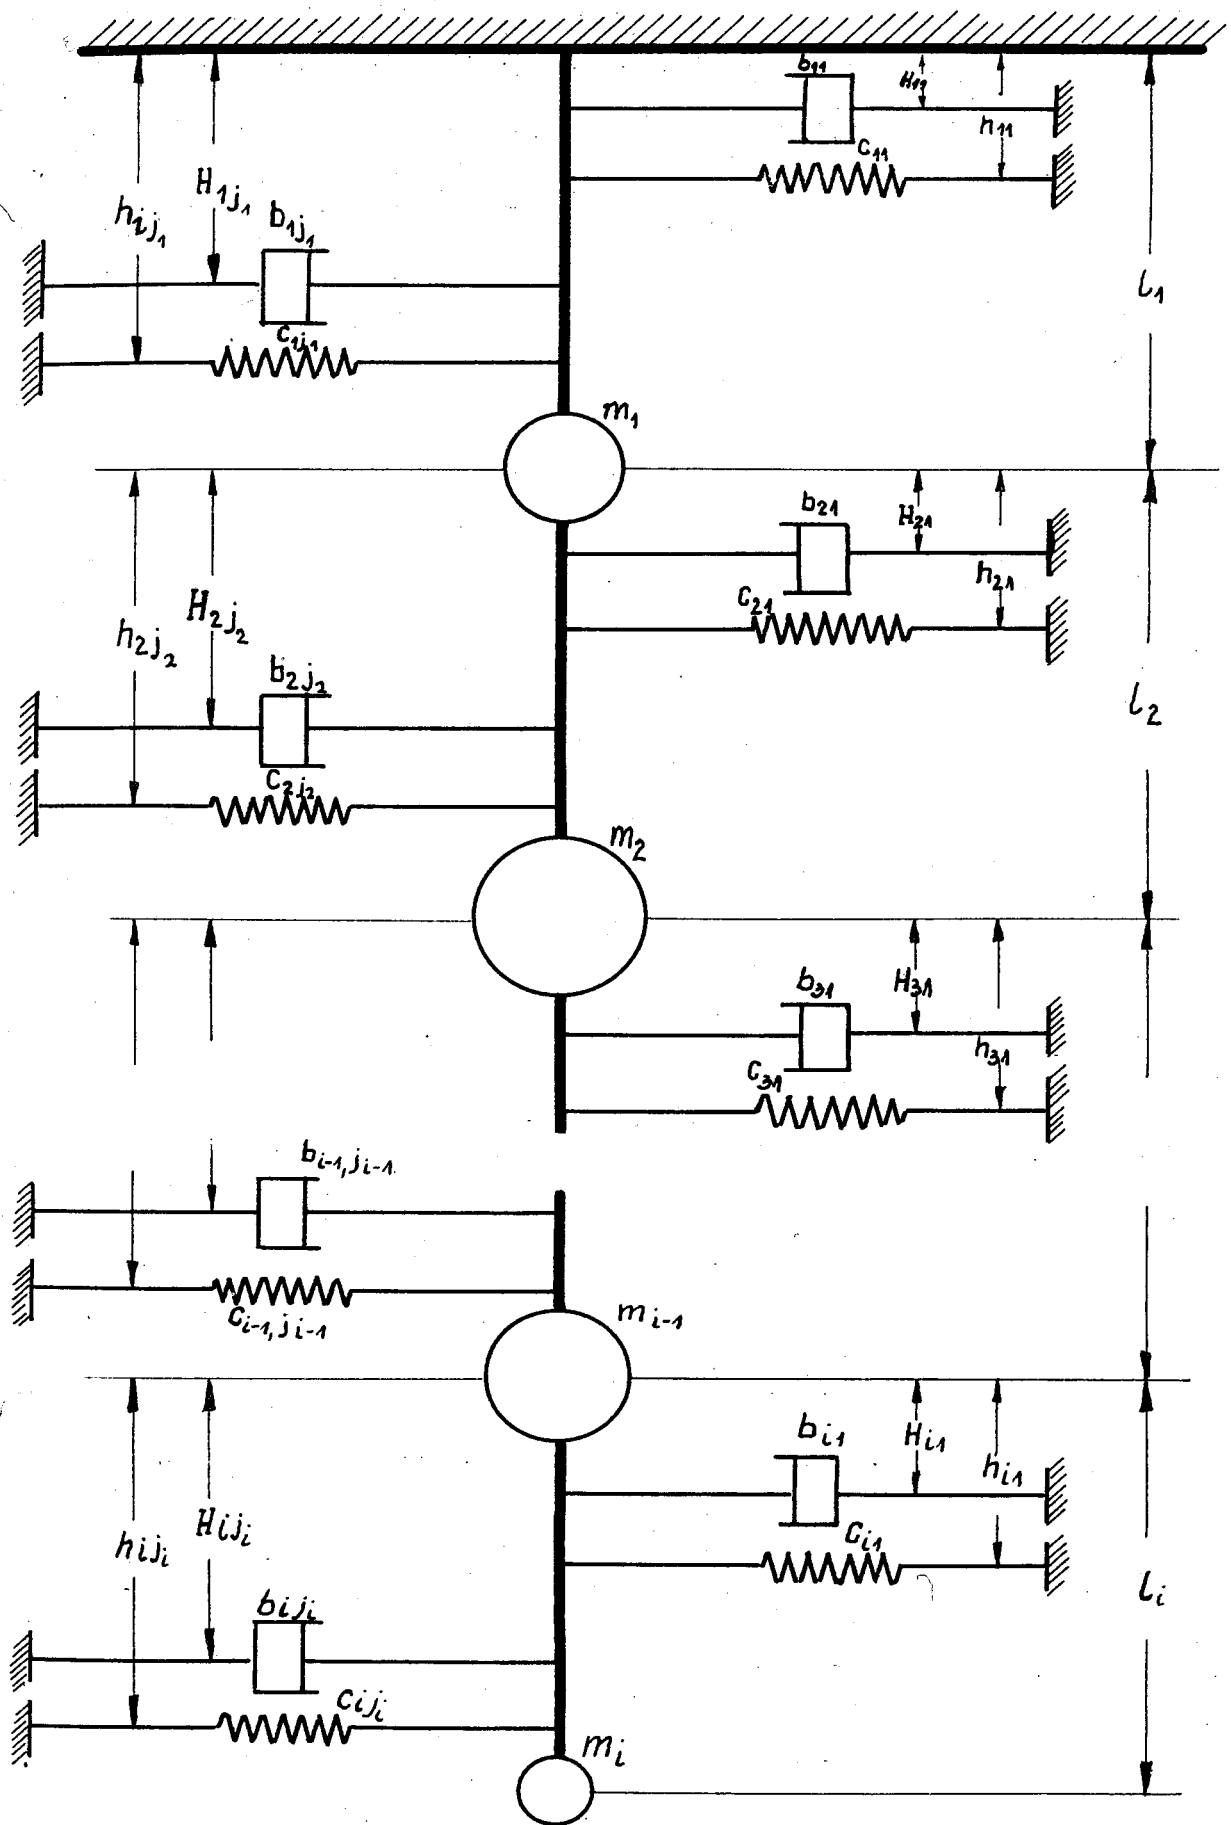 b₁₁
H₁₁
h₁₁
c₁₁
H₁j₁
h₁j₁
b₁j₁
l₁
c₁j₁
m₁
b₂₁
H₂₁
h₂₁
c₂₁
H₂j₂
h₂j₂
b₂j₂
l₂
c₂j₂
m₂
b₃₁
H₃₁
h₃₁
c₃₁
bᵢ₋₁,jᵢ₋₁
cᵢ₋₁,jᵢ₋₁
mᵢ₋₁
bᵢ₁
Hᵢ₁
hᵢ₁
cᵢ₁
Hijᵢ
hijᵢ
lᵢ
bijᵢ
cijᵢ
mᵢ